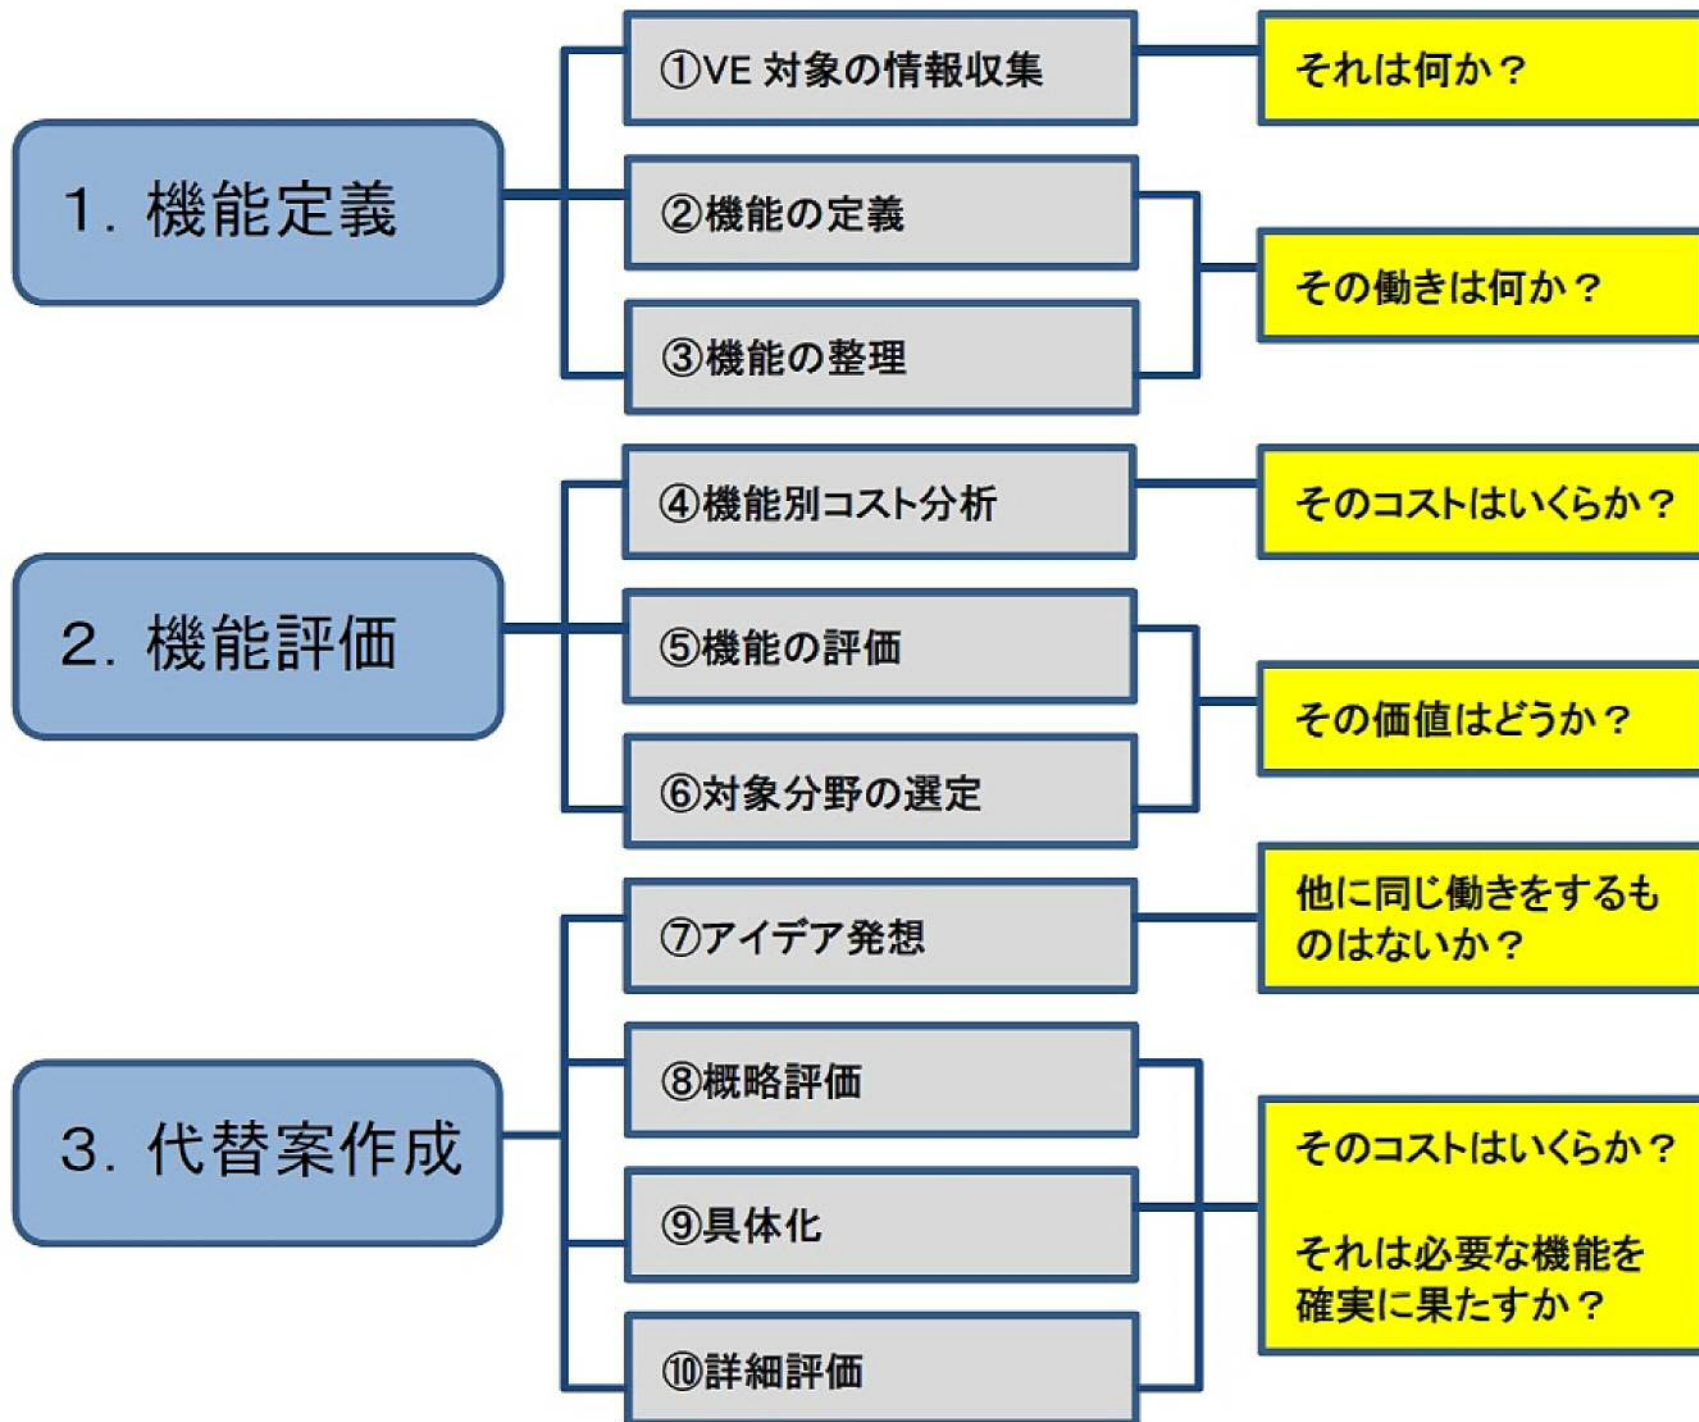 1. 機能定義
①VE 対象の情報収集
それは何か？
②機能の定義
③機能の整理
その働きは何か？
2. 機能評価
④機能別コスト分析
そのコストはいくらか？
⑤機能の評価
⑥対象分野の選定
その価値はどうか？
3. 代替案作成
⑦アイデア発想
他に同じ働きをするも
のはないか？
⑧概略評価
⑨具体化
⑩詳細評価
そのコストはいくらか？
それは必要な機能を
確実に果たすか？